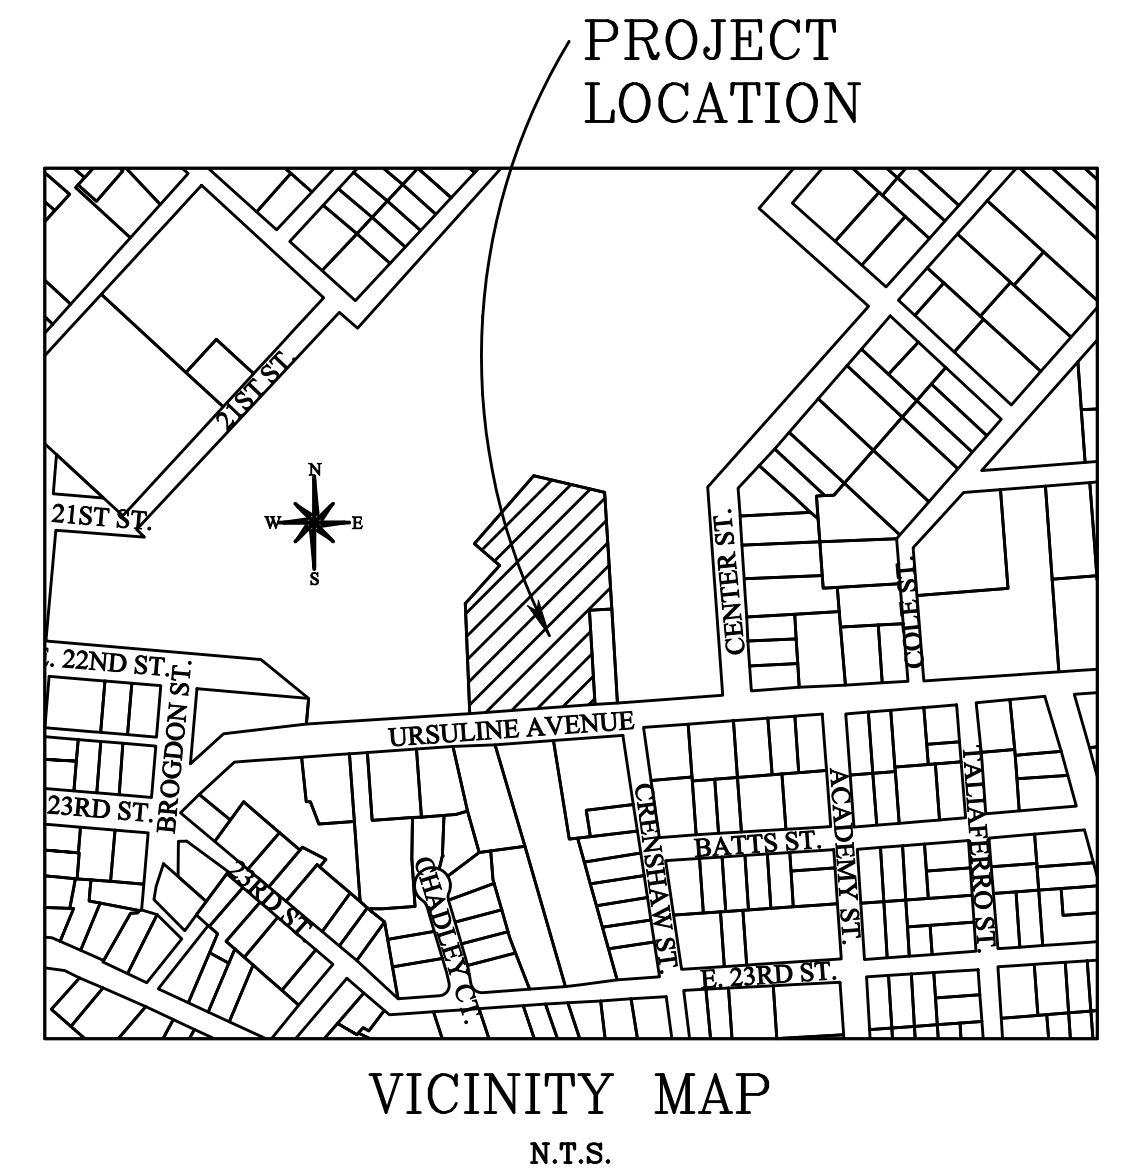 PROJECT
LOCATION
21ST ST.
N
W
E
S
21ST ST.
CENTER ST.
COLE ST.
E. 22ND ST.
BROGDON ST.
URSULINE AVENUE
23RD ST.
CRENSHAW ST.
ACADEMY ST.
TALIAFERRO ST.
BATTS ST.
23RD ST.
CHADLEY CT.
E. 23RD ST.
VICINITY MAP
N.T.S.